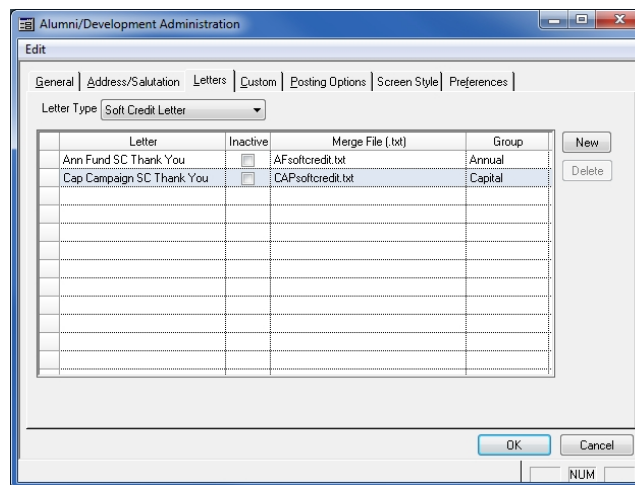 Alumni/Development Administration
Edit
General Address/Salutation Letters Custom Posting Options Screen Style Preferences
Letter Type Soft Credit Letter
Letter Inactive Merge File (.txt) Group New
Ann Fund SC Thank You AFsoftcredit.txt Annual
Cap Campaign SC Thank You CAPsoftcredit.txt Capital Delete
OK Cancel
NUM